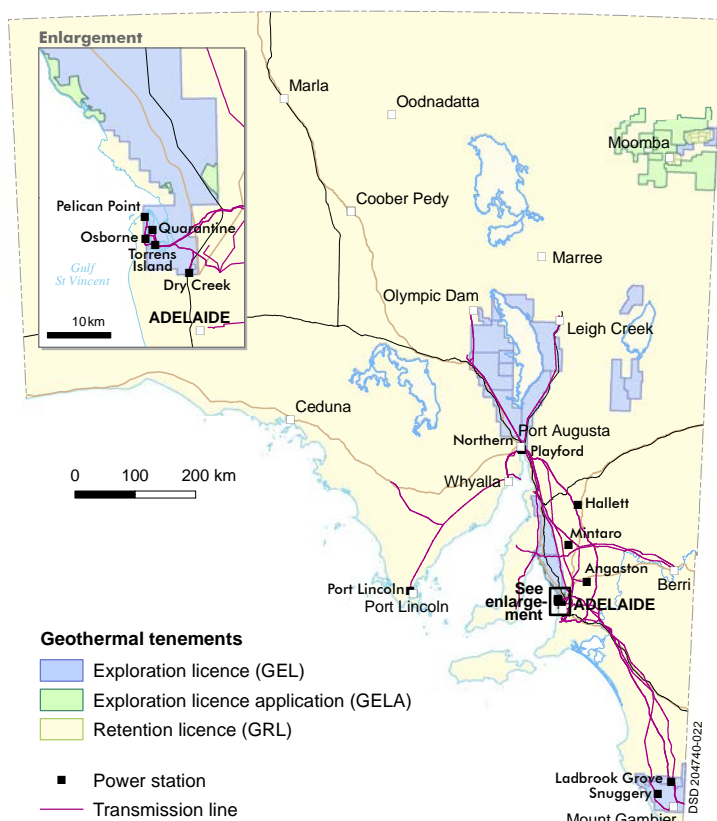 Enlargement
Pelican Point
Quarantine
Osborne
Torrens
Island
Gulf
St Vincent
Dry Creek
ADELAIDE
10 km
Marla
Oodnadatta
Moomba
Coober Pedy
Marree
Olympic Dam
Leigh Creek
Ceduna
Port Augusta
Northern
Playford
Whyalla
0 100 200 km
Hallett
Mintaro
Angaston
Berri
Port Lincoln
Port Lincoln
See
enlarge-
ment
ADELAIDE
Geothermal tenements
Exploration licence (GEL)
Exploration licence application (GELA)
Retention licence (GRL)
Power station
Transmission line
Ladbrook Grove
Snuggery
Mount Gambier
DSD 204740-022